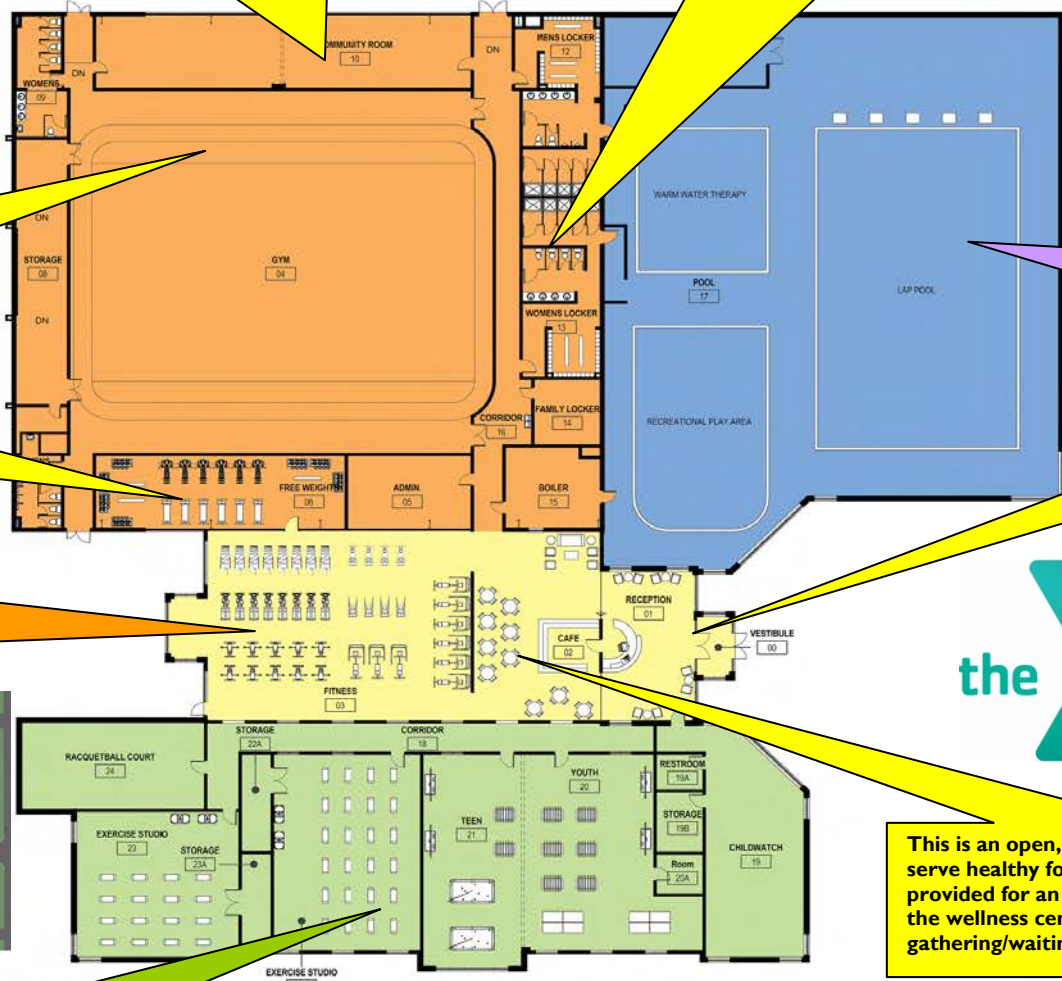 COMMUNITY ROOM
10
DN
DN
MENS LOCKER
12
WOMENS
09
WARM WATER THERAPY
DN
STORAGE
08
DN
GYM
04
POOL
17
LAP POOL
WOMENS LOCKER
13
FAMILY LOCKER
14
CORRIDOR
16
RECREATIONAL PLAY AREA
FREE WEIGHT
06
ADMIN.
05
BOILER
15
RECEPTION
01
CAFE
02
VESTIBULE
00
FITNESS
03
the
STORAGE
22A
CORRIDOR
18
RACQUETBALL COURT
24
RESTROOM
19A
YOUTH
20
STORAGE
19B
TEEN
21
EXERCISE STUDIO
23
STORAGE
23A
Room
20A
CHILDWATCH
19
EXERCISE STUDIO
This is an open,
serve healthy fo
provided for an
the wellness cen
gathering/waitin